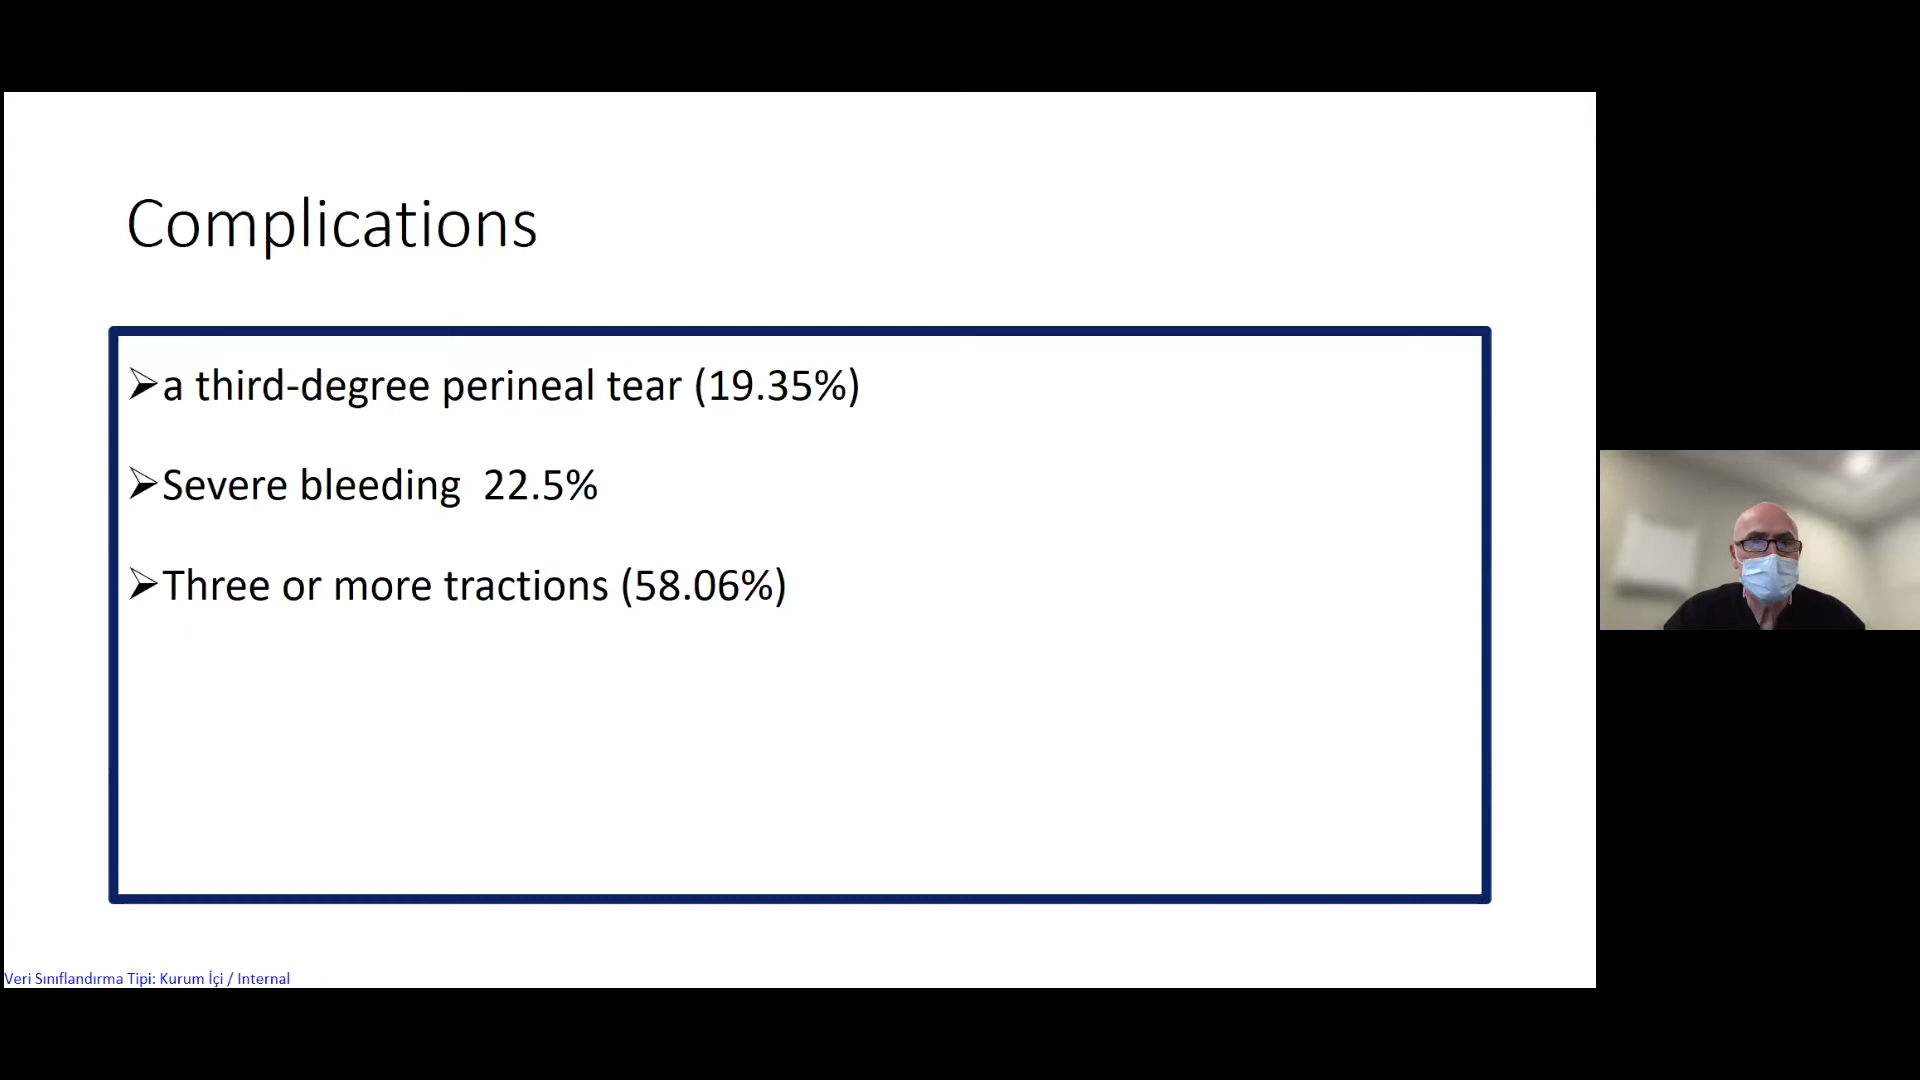 Complications
➢a third-degree perineal tear (19.35%)
➢Severe bleeding  22.5%
➢Three or more tractions (58.06%)
Veri Sınıflandırma Tipi: Kurum İçi / Internal